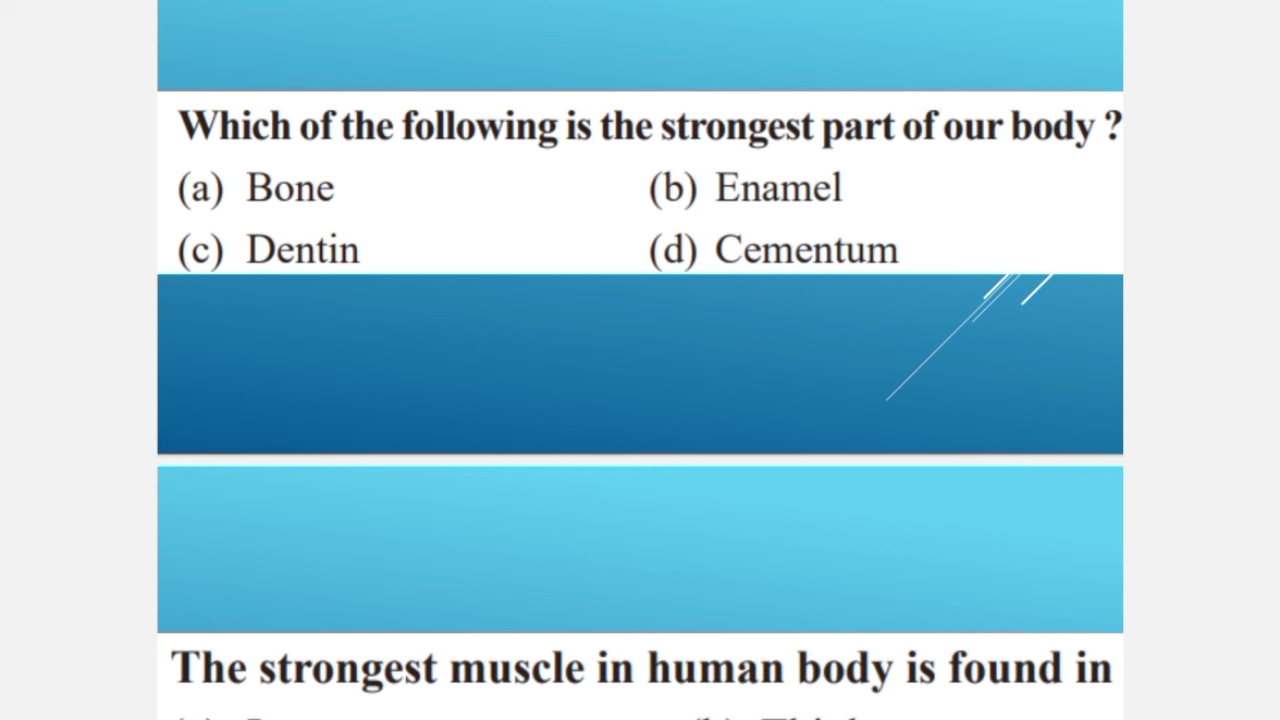 Which of the following is the strongest part of our body ?
(a) Bone (b) Enamel
(c) Dentin (d) Cementum
The strongest muscle in human body is found in